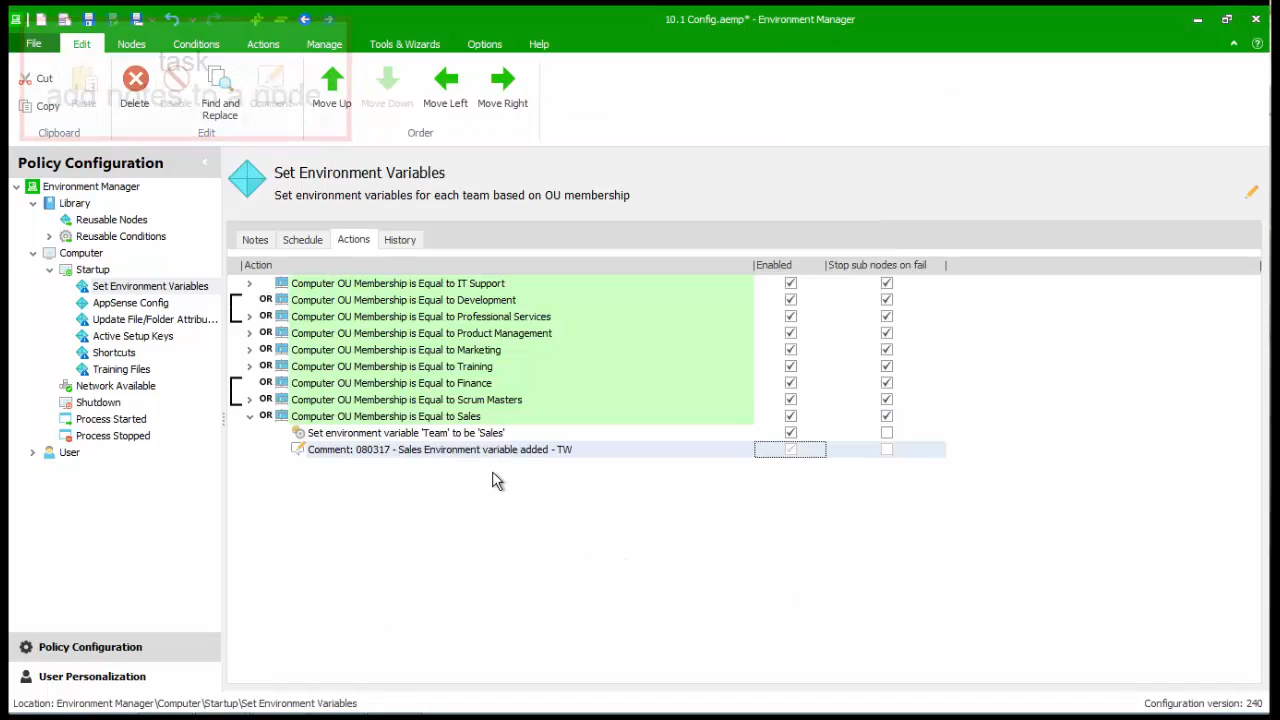 10.1 Config.aemp* - Environment Manager
File Edit Nodes Conditions Actions Manage Tools & Wizards Options Help
task
add notes to a node
Cut
Copy
Paste
Clipboard
Delete
Disable
Find and
Replace
Comment
Edit
Move Up
Move Down
Move Left
Move Right
Order
Policy Configuration
Environment Manager
Library
Reusable Nodes
Reusable Conditions
Computer
Startup
Set Environment Variables
AppSense Config
Update File/Folder Attribu...
Active Setup Keys
Shortcuts
Training Files
Network Available
Shutdown
Process Started
Process Stopped
User
Policy Configuration
User Personalization
Set Environment Variables
Set environment variables for each team based on OU membership
Notes Schedule Actions History
Action Enabled Stop sub nodes on fail
Computer OU Membership is Equal to IT Support
OR Computer OU Membership is Equal to Development
OR Computer OU Membership is Equal to Professional Services
OR Computer OU Membership is Equal to Product Management
OR Computer OU Membership is Equal to Marketing
OR Computer OU Membership is Equal to Training
OR Computer OU Membership is Equal to Finance
OR Computer OU Membership is Equal to Scrum Masters
OR Computer OU Membership is Equal to Sales
Set environment variable 'Team' to be 'Sales'
Comment: 080317 - Sales Environment variable added - TW
Location: Environment Manager\Computer\Startup\Set Environment Variables
Configuration version: 240